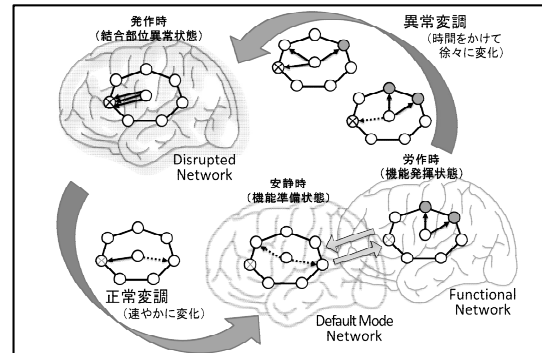 発作時
(結合部位異常状態)
異常変調
(時間をかけて
徐々に変化)
Disrupted
Network
労作時
(機能発揮状態)
安静時
(機能準備状態)
正常変調
(速やかに変化)
Default Mode
Network
Functional
Network